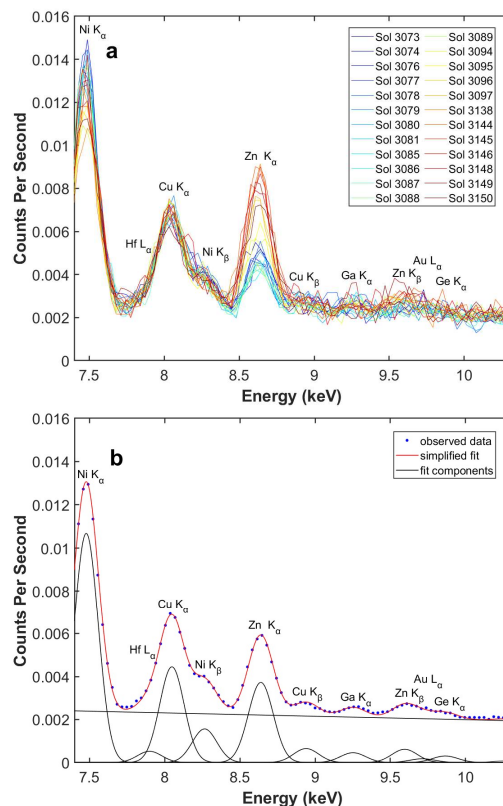 a
Ni Kα
Hf Lα
Cu Kα
Ni Kβ
Zn Kα
Cu Kβ
Ga Kα
Zn Kβ
Au Lα
Ge Kα
Sol 3073 Sol 3089
Sol 3074 Sol 3094
Sol 3076 Sol 3095
Sol 3077 Sol 3096
Sol 3078 Sol 3097
Sol 3079 Sol 3138
Sol 3080 Sol 3144
Sol 3081 Sol 3145
Sol 3085 Sol 3146
Sol 3086 Sol 3148
Sol 3087 Sol 3149
Sol 3088 Sol 3150
Counts Per Second
0.016
0.014
0.012
0.01
0.008
0.006
0.004
0.002
0
7.5 8 8.5 9 9.5 10
Energy (keV)
b
observed data
simplified fit
fit components
Ni Kα
Hf Lα
Cu Kα
Ni Kβ
Zn Kα
Cu Kβ
Ga Kα
Zn Kβ
Au Lα
Ge Kα
Counts Per Second
0.016
0.014
0.012
0.01
0.008
0.006
0.004
0.002
0
7.5 8 8.5 9 9.5 10
Energy (keV)